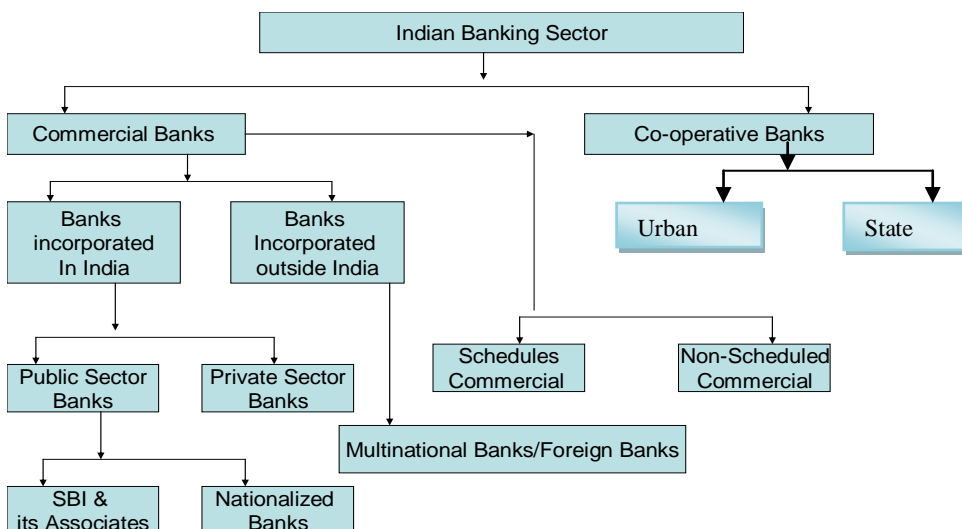 Indian Banking Sector
Commercial Banks
Co-operative Banks
Banks
incorporated
In India
Banks
Incorporated
outside India
Urban
State
Public Sector
Banks
Private Sector
Banks
Schedules
Commercial
Non-Scheduled
Commercial
Multinational Banks/Foreign Banks
SBI &
its Associates
Nationalized
Banks